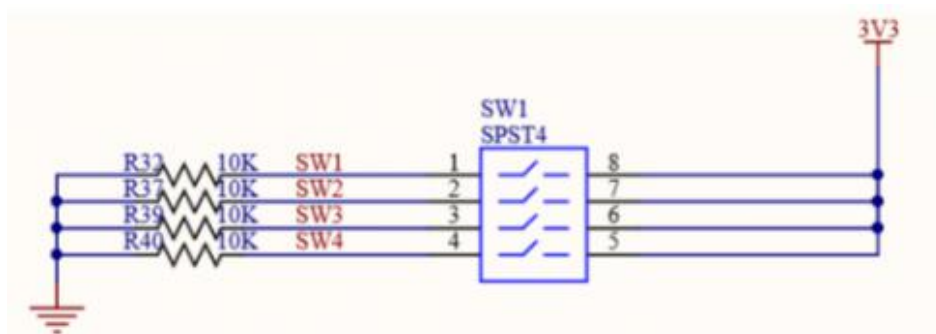 3V3
SW1
SPST4
R32 10K SW1 1 8
R37 10K SW2 2 7
R39 10K SW3 3 6
R40 10K SW4 4 5